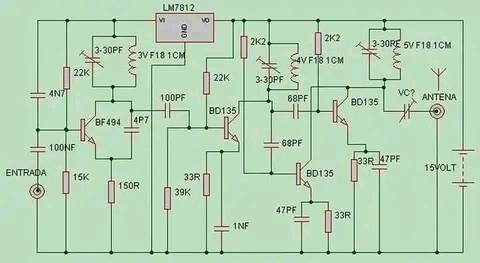 LM7812
VI
VO
GND
3-30PF
3V F18 1CM
2K2
2K2
3-30PF
5V F18 1CM
22K
22K
3-30PF
4V F18 1CM
VC?
ANTENA
4N7
100PF
68PF
BD135
BF494
4P7
BD135
100NF
68PF
ENTRADA
15K
150R
39K
33R
BD135
33R
47PF
15VOLT
47PF
33R
1NF